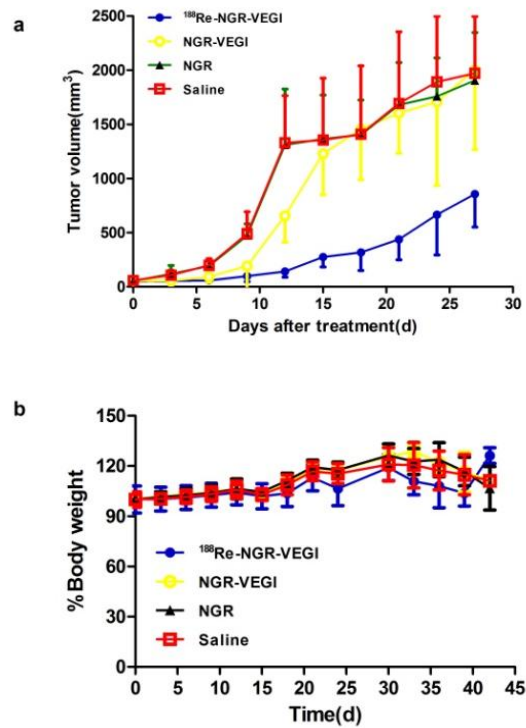 a
¹⁸⁸Re-NGR-VEGI
NGR-VEGI
NGR
Saline
Tumor volume(mm³)
2500
2000
1500
1000
500
0
0 5 10 15 20 25 30
Days after treatment(d)
b
%Body weight
150
120
90
60
30
0
¹⁸⁸Re-NGR-VEGI
NGR-VEGI
NGR
Saline
0 5 10 15 20 25 30 35 40 45
Time(d)